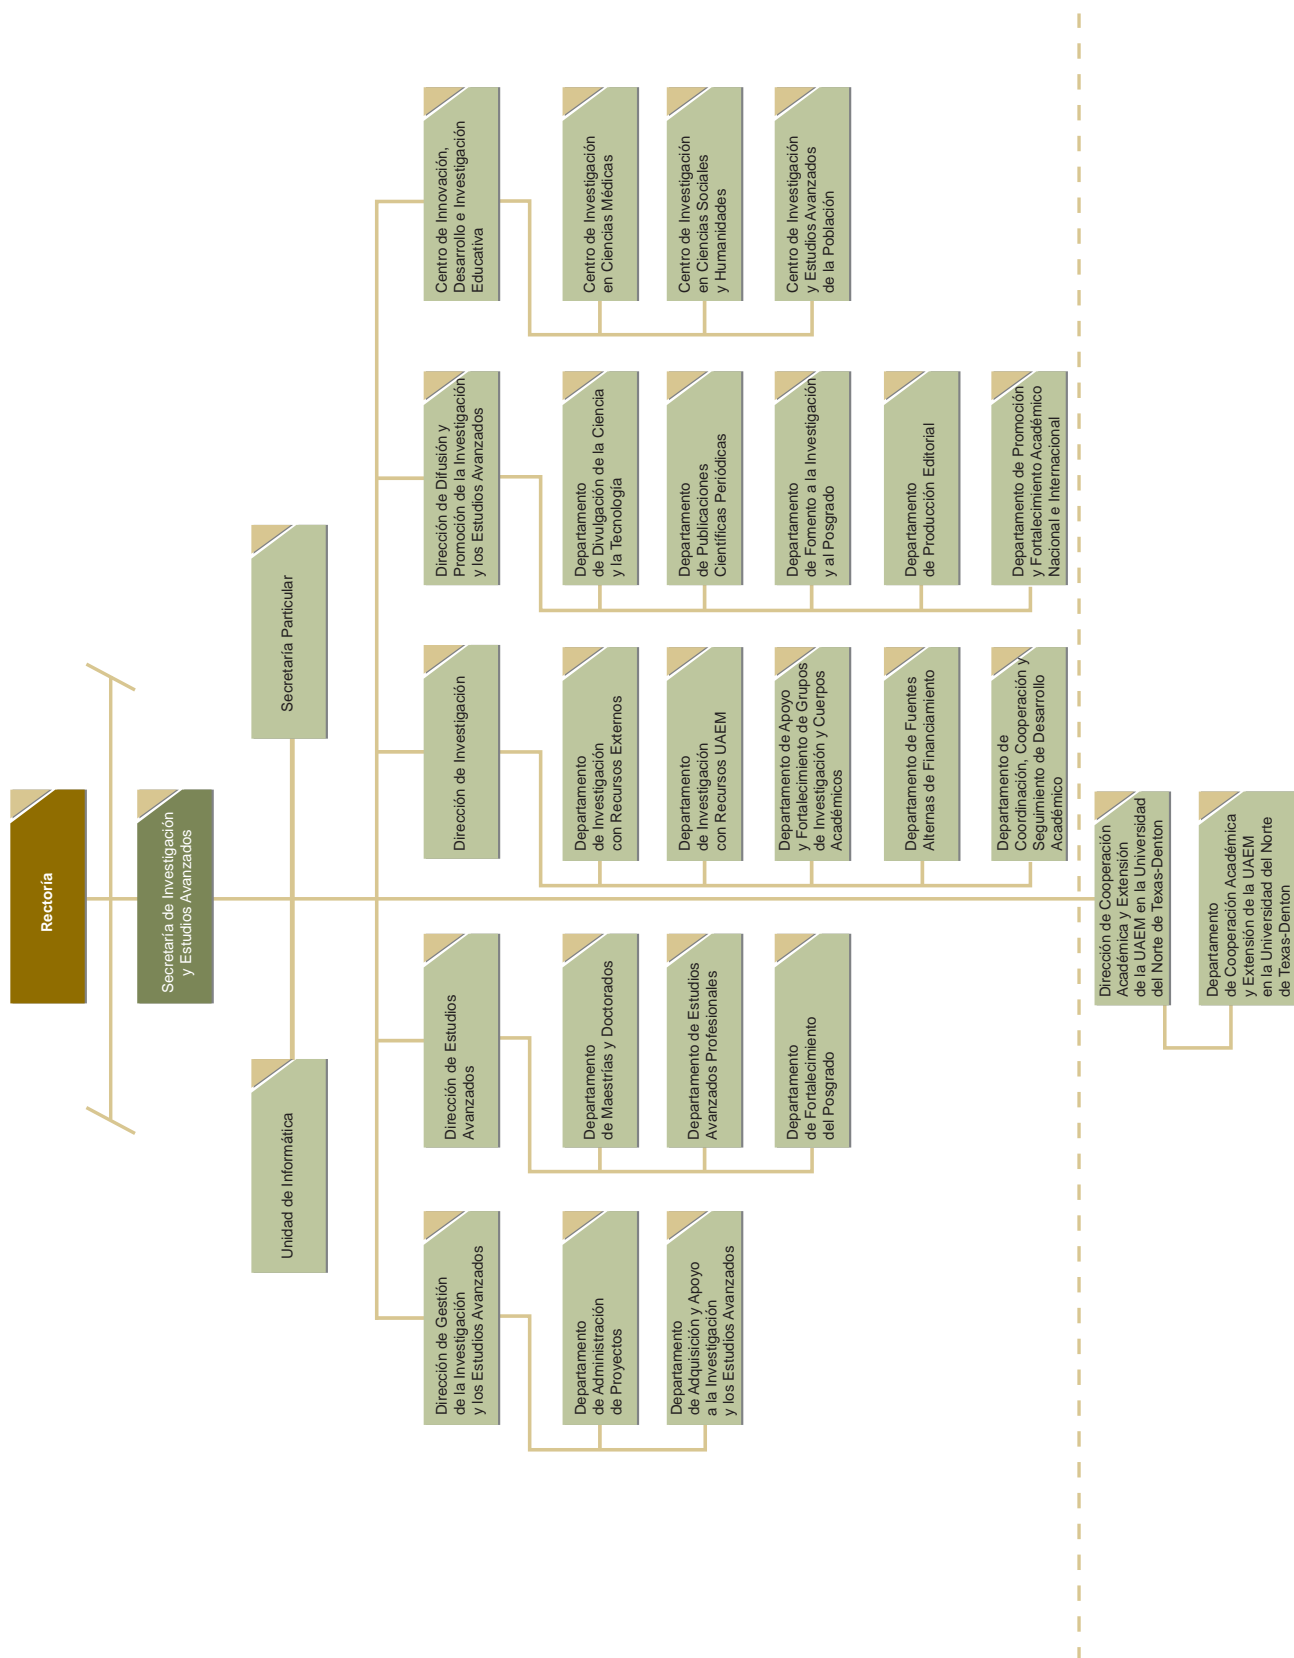 Rectoría
Secretaría de Investigación
y Estudios Avanzados
Unidad de Informática
Secretaría Particular
Dirección de Gestión
de la Investigación
y los Estudios Avanzados
Departamento
de Administración
de Proyectos
Departamento
de Adquisición y Apoyo
a la Investigación
y los Estudios Avanzados
Dirección de Estudios
Avanzados
Departamento
de Maestrías y Doctorados
Departamento de Estudios
Avanzados Profesionales
Departamento
de Fortalecimiento
del Posgrado
Dirección de Investigación
Departamento
de Investigación
con Recursos Externos
Departamento
de Investigación
con Recursos UAEM
Departamento de Apoyo
y Fortalecimiento de Grupos
de Investigación y Cuerpos
Académicos
Departamento de Fuentes
Alternas de Financiamiento
Departamento de
Coordinación, Cooperación y
Seguimiento de Desarrollo
Académico
Dirección de Difusión y
Promoción de la Investigación
y los Estudios Avanzados
Departamento
de Divulgación de la Ciencia
y la Tecnología
Departamento
de Publicaciones
Científicas Periódicas
Departamento
de Fomento a la Investigación
y al Posgrado
Departamento
de Producción Editorial
Departamento de Promoción
y Fortalecimiento Académico
Nacional e Internacional
Centro de Innovación,
Desarrollo e Investigación
Educativa
Centro de Investigación
en Ciencias Médicas
Centro de Investigación
en Ciencias Sociales
y Humanidades
Centro de Investigación
y Estudios Avanzados
de la Población
Dirección de Cooperación
Académica y Extensión
de la UAEM en la Universidad
del Norte de Texas-Denton
Departamento
de Cooperación Académica
y Extensión de la UAEM
en la Universidad del Norte
de Texas-Denton